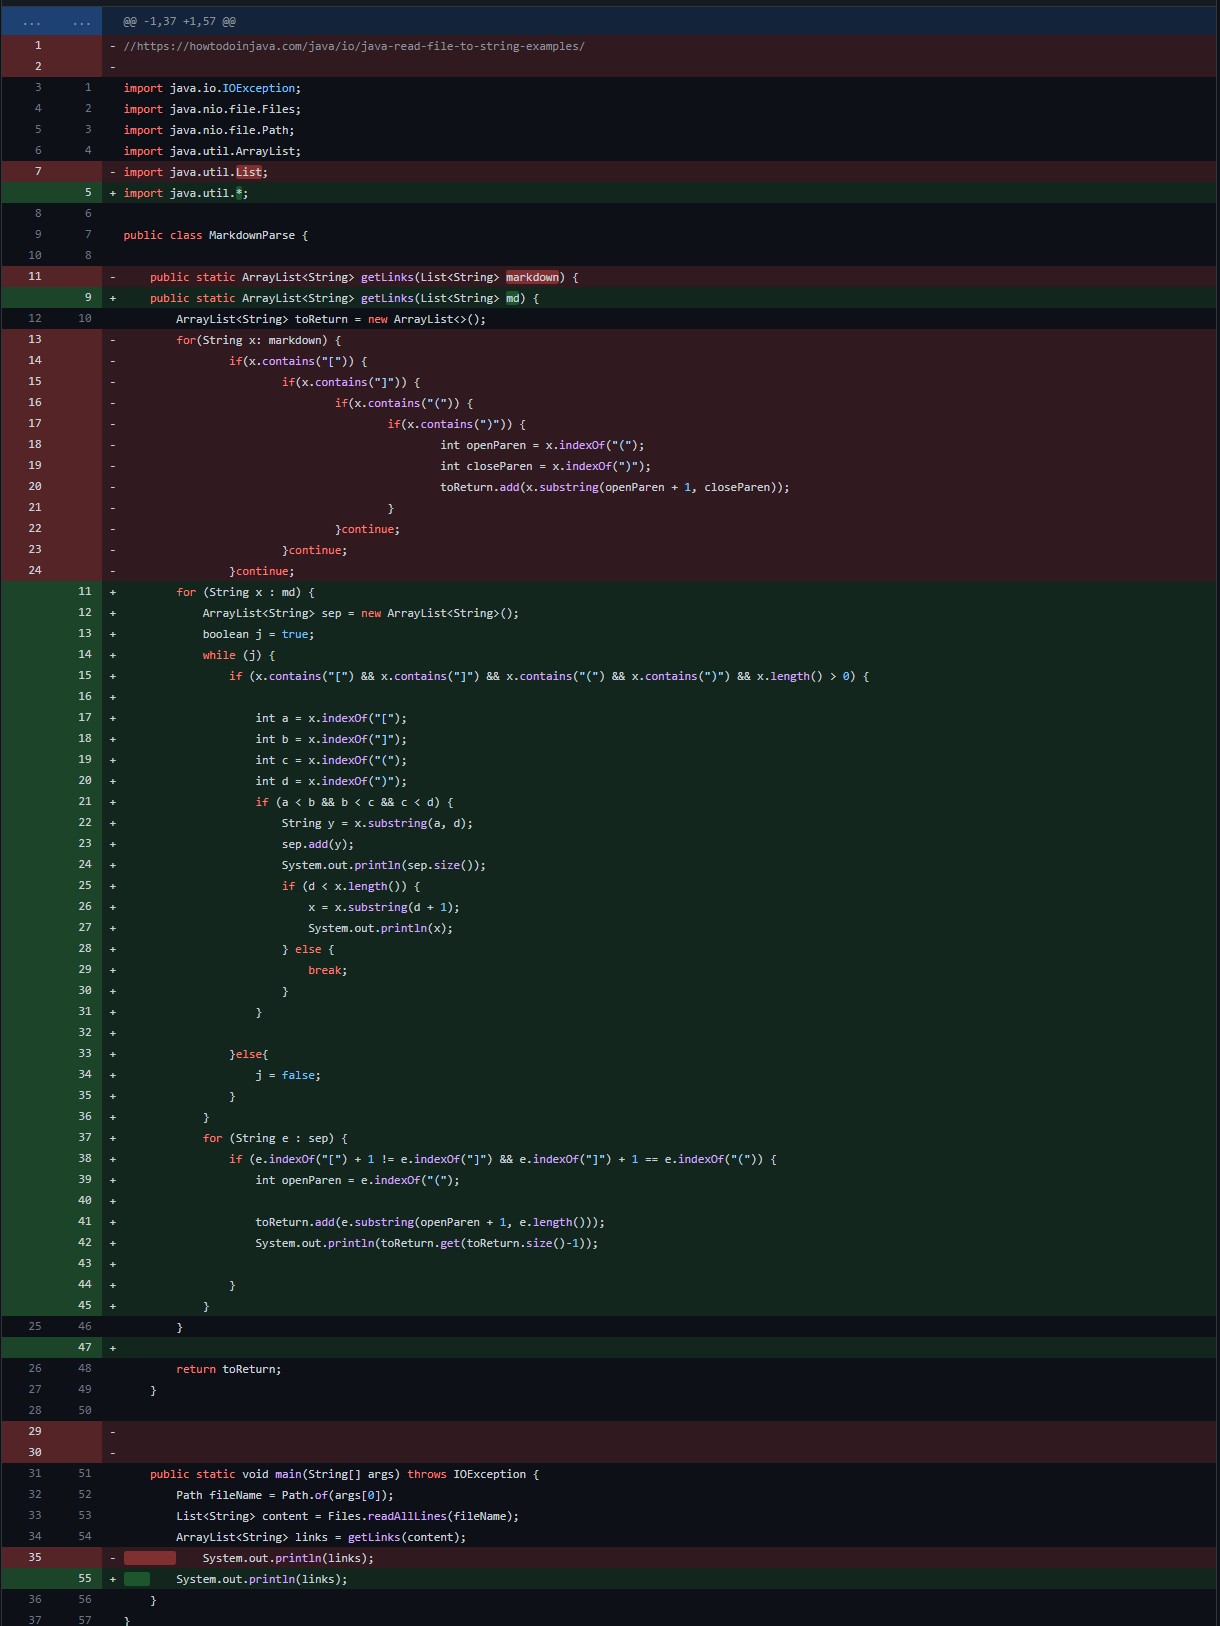 ... ... @@ -1,37 +1,57 @@
1 - //https://howtodoinjava.com/java/io/java-read-file-to-string-examples/
2 -
3 1 import java.io.IOException;
4 2 import java.nio.file.Files;
5 3 import java.nio.file.Path;
6 4 import java.util.ArrayList;
7 - import java.util.List;
5 + import java.util.*;
8 6
9 7 public class MarkdownParse {
10 8
11 - public static ArrayList<String> getLinks(List<String> markdown) {
9 + public static ArrayList<String> getLinks(List<String> md) {
12 10 ArrayList<String> toReturn = new ArrayList<>();
13 - for(String x: markdown) {
14 - if(x.contains("[")) {
15 - if(x.contains("]")) {
16 - if(x.contains("(")) {
17 - if(x.contains(")")) {
18 - int openParen = x.indexOf("(");
19 - int closeParen = x.indexOf(")");
20 - toReturn.add(x.substring(openParen + 1, closeParen));
21 - }
22 - }continue;
23 - }continue;
24 - }continue;
11 + for (String x : md) {
12 + ArrayList<String> sep = new ArrayList<String>();
13 + boolean j = true;
14 + while (j) {
15 + if (x.contains("[") && x.contains("]") && x.contains("(") && x.contains(")") && x.length() > 0) {
16 +
17 + int a = x.indexOf("[");
18 + int b = x.indexOf("]");
19 + int c = x.indexOf("(");
20 + int d = x.indexOf(")");
21 + if (a < b && b < c && c < d) {
22 + String y = x.substring(a, d);
23 + sep.add(y);
24 + System.out.println(sep.size());
25 + if (d < x.length()) {
26 + x = x.substring(d + 1);
27 + System.out.println(x);
28 + } else {
29 + break;
30 + }
31 + }
32 +
33 + }else{
34 + j = false;
35 + }
36 + }
37 + for (String e : sep) {
38 + if (e.indexOf("[") + 1 != e.indexOf("]") && e.indexOf("]") + 1 == e.indexOf("(")) {
39 + int openParen = e.indexOf("(");
40 +
41 + toReturn.add(e.substring(openParen + 1, e.length()));
42 + System.out.println(toReturn.get(toReturn.size()-1));
43 +
44 + }
45 + }
25 46 }
47 +
26 48 return toReturn;
27 49 }
28 50
29 -
30 -
31 51 public static void main(String[] args) throws IOException {
32 52 Path fileName = Path.of(args[0]);
33 53 List<String> content = Files.readAllLines(fileName);
34 54 ArrayList<String> links = getLinks(content);
35 - System.out.println(links);
55 + System.out.println(links);
36 56 }
37 57 }